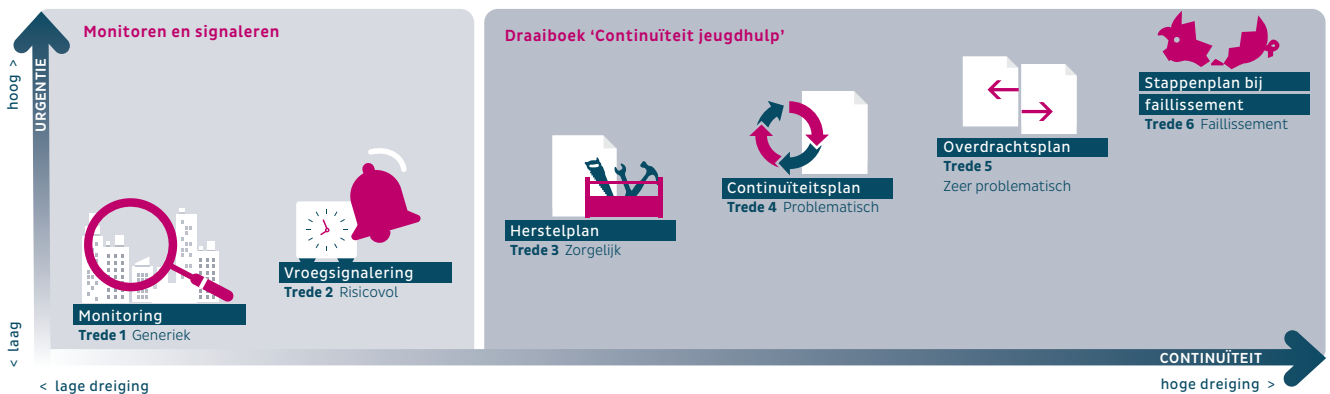 Monitoren en signaleren
Draaiboek ‘Continuïteit jeugdhulp’
hoog >
URGENTIE
< laag
Monitoring
Trede 1 Generiek
Vroegsignalering
Trede 2 Risicovol
Herstelplan
Trede 3 Zorgelijk
Continuïteitsplan
Trede 4 Problematisch
Overdrachtsplan
Trede 5
Zeer problematisch
Stappenplan bij
faillissement
Trede 6 Faillissement
CONTINUÏTEIT
< lage dreiging
hoge dreiging >